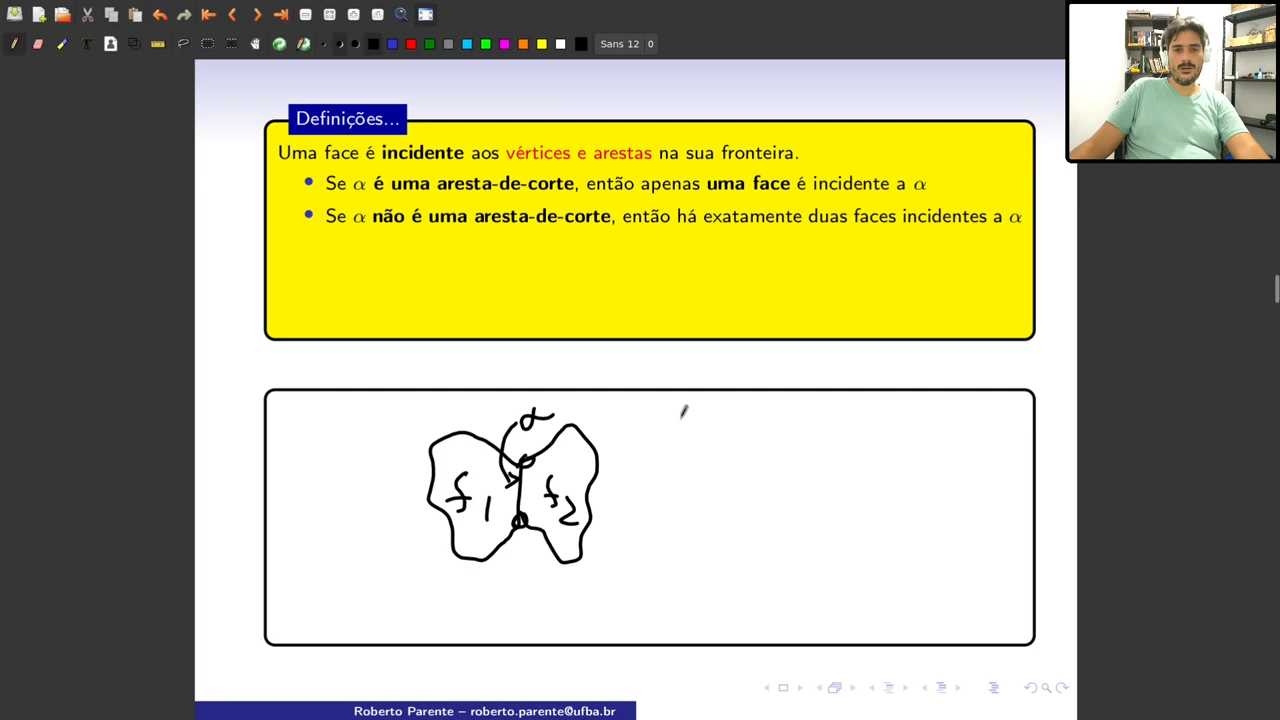 Sans 12 0
Definições...
Uma face é incidente aos vértices e arestas na sua fronteira.
Se α é uma aresta-de-corte, então apenas uma face é incidente a α
Se α não é uma aresta-de-corte, então há exatamente duas faces incidentes a α
α
f1 f2
Roberto Parente – roberto.parente@ufba.br